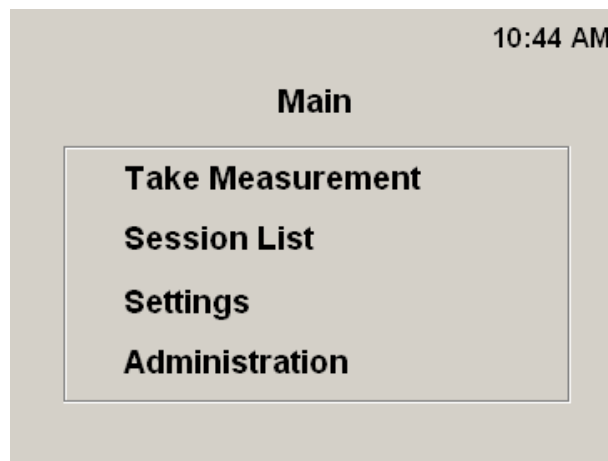 10:44 AM
Main
Take Measurement
Session List
Settings
Administration